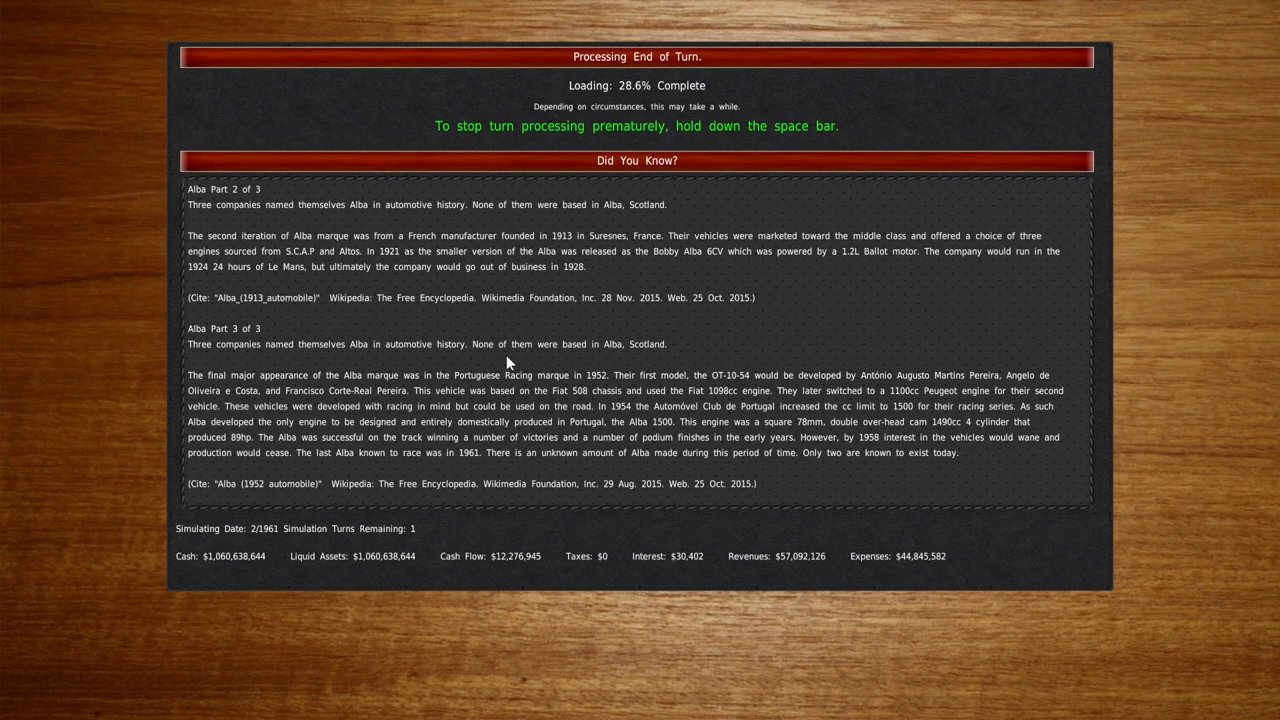 Processing End of Turn.
Loading: 28.6% Complete
Depending on circumstances, this may take a while.
To stop turn processing prematurely, hold down the space bar.
Did You Know?
Alba Part 2 of 3
Three companies named themselves Alba in automotive history. None of them were based in Alba, Scotland.
The second iteration of Alba marque was from a French manufacturer founded in 1913 in Suresnes, France. Their vehicles were marketed toward the middle class and offered a choice of three
engines sourced from S.C.A.P and Altos. In 1921 as the smaller version of the Alba was released as the Bobby Alba 6CV which was powered by a 1.2L Ballot motor. The company would run in the
1924 24 hours of Le Mans, but ultimately the company would go out of business in 1928.
(Cite: "Alba_(1913_automobile)" Wikipedia: The Free Encyclopedia. Wikimedia Foundation, Inc. 28 Nov. 2015. Web. 25 Oct. 2015.)
Alba Part 3 of 3
Three companies named themselves Alba in automotive history. None of them were based in Alba, Scotland.
The final major appearance of the Alba marque was in the Portuguese Racing marque in 1952. Their first model, the OT-10-54 would be developed by António Augusto Martins Pereira, Angelo de
Oliveira e Costa, and Francisco Corte-Real Pereira. This vehicle was based on the Fiat 508 chassis and used the Fiat 1098cc engine. They later switched to a 1100cc Peugeot engine for their second
vehicle. These vehicles were developed with racing in mind but could be used on the road. In 1954 the Automóvel Club de Portugal increased the cc limit to 1500 for their racing series. As such
Alba developed the only engine to be designed and entirely domestically produced in Portugal, the Alba 1500. This engine was a square 78mm, double over-head cam 1490cc 4 cylinder that
produced 89hp. The Alba was successful on the track winning a number of victories and a number of podium finishes in the early years. However, by 1958 interest in the vehicles would wane and
production would cease. The last Alba known to race was in 1961. There is an unknown amount of Alba made during this period of time. Only two are known to exist today.
(Cite: "Alba (1952 automobile)" Wikipedia: The Free Encyclopedia. Wikimedia Foundation, Inc. 29 Aug. 2015. Web. 25 Oct. 2015.)
Simulating Date: 2/1961 Simulation Turns Remaining: 1
Cash: $1,060,638,644 Liquid Assets: $1,060,638,644 Cash Flow: $12,276,945 Taxes: $0 Interest: $30,402 Revenues: $57,092,126 Expenses: $44,845,582